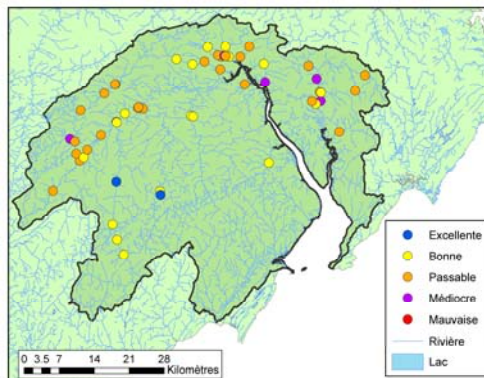 Excellente
Bonne
Passable
Médiocre
Mauvaise
Rivière
Lac
0 3.5 7 14 21 28
Kilomètres